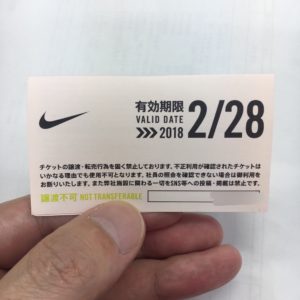 有効期限
VALID DATE
>>> 2018 2/28
チケットの譲渡・転売行為を固く禁止しております。不正利用が確認されたチケットは
いかなる理由でも使用不可となります。社員の照会を確認できない場合は御利用を
お断りいたします。また弊社施設に関わる一切をSNS等への投稿・掲載は禁止です。
譲渡不可 NOT TRANSFERABLE